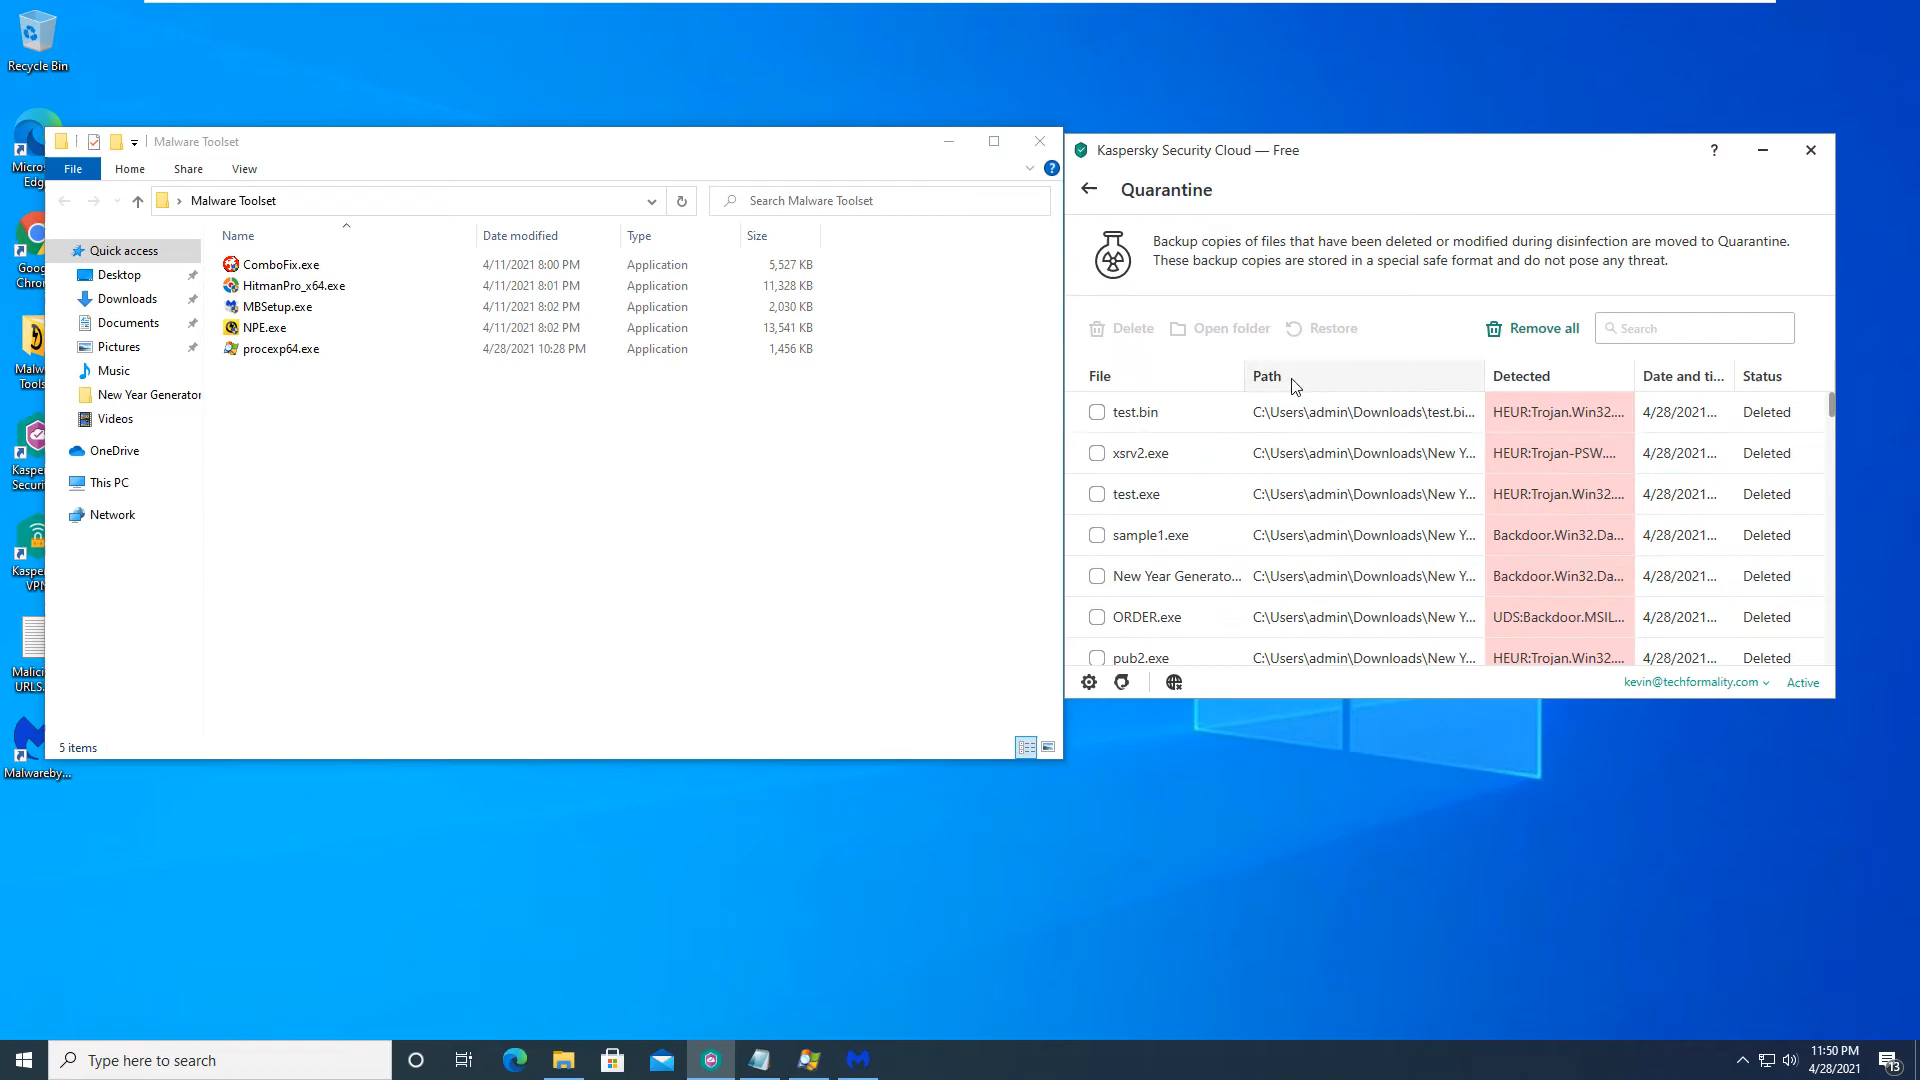 Recycle Bin
Micros
Edg
Goog
Chro
Malw
Tools
Kaspe
Secur
Kaspe
VPN
Malici
URLS.
Malwareby...
Malware Toolset
File Home Share View
Malware Toolset
Search Malware Toolset
Name Date modified Type Size
ComboFix.exe 4/11/2021 8:00 PM Application 5,527 KB
HitmanPro_x64.exe 4/11/2021 8:01 PM Application 11,328 KB
MBSetup.exe 4/11/2021 8:02 PM Application 2,030 KB
NPE.exe 4/11/2021 8:02 PM Application 13,541 KB
procexp64.exe 4/28/2021 10:28 PM Application 1,456 KB
Quick access
Desktop
Downloads
Documents
Pictures
Music
New Year Generator
Videos
OneDrive
This PC
Network
5 items
Kaspersky Security Cloud — Free
?
Quarantine
Backup copies of files that have been deleted or modified during disinfection are moved to Quarantine.
These backup copies are stored in a special safe format and do not pose any threat.
Delete Open folder Restore Remove all Search
File Path Detected Date and ti... Status
test.bin C:\Users\admin\Downloads\test.bi... HEUR:Trojan.Win32.... 4/28/2021... Deleted
xsrv2.exe C:\Users\admin\Downloads\New Y... HEUR:Trojan-PSW.... 4/28/2021... Deleted
test.exe C:\Users\admin\Downloads\New Y... HEUR:Trojan.Win32.... 4/28/2021... Deleted
sample1.exe C:\Users\admin\Downloads\New Y... Backdoor.Win32.Da... 4/28/2021... Deleted
New Year Generato... C:\Users\admin\Downloads\New Y... Backdoor.Win32.Da... 4/28/2021... Deleted
ORDER.exe C:\Users\admin\Downloads\New Y... UDS:Backdoor.MSIL... 4/28/2021... Deleted
pub2.exe C:\Users\admin\Downloads\New Y... HEUR:Trojan.Win32.... 4/28/2021... Deleted
kevin@techformality.com Active
Type here to search
11:50 PM
4/28/2021
13